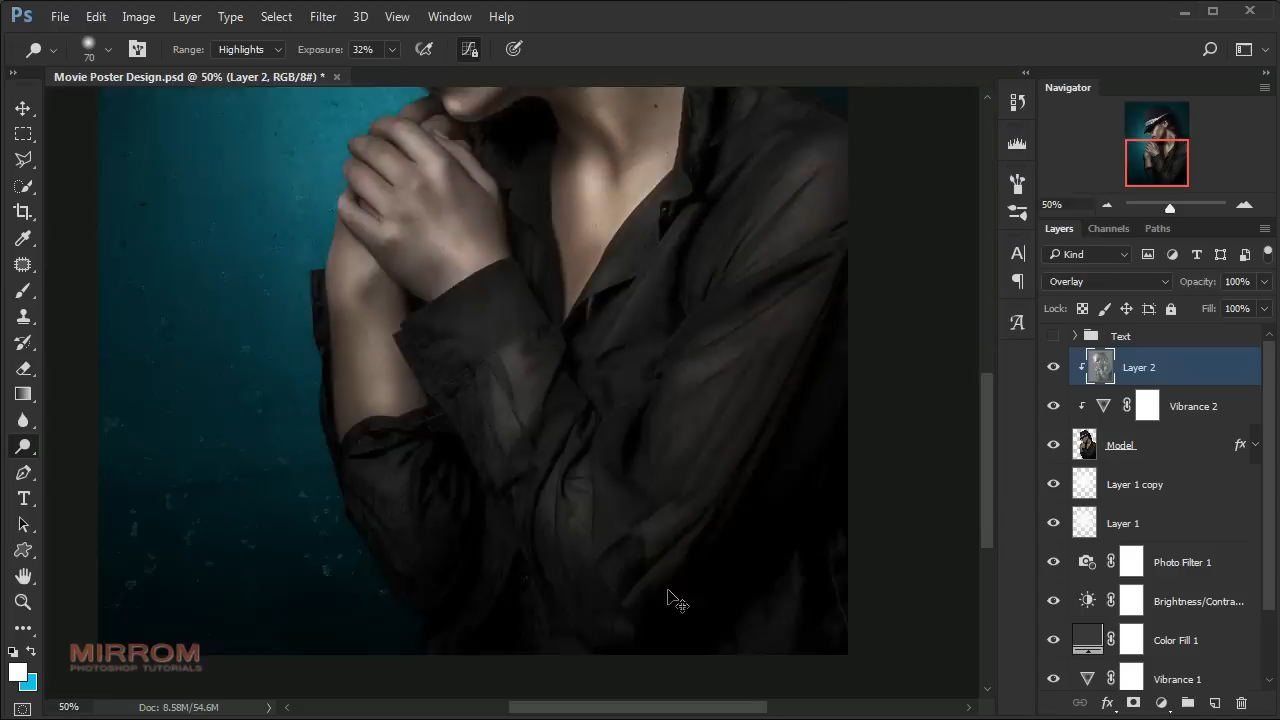 Ps File Edit Image Layer Type Select Filter 3D View Window Help
70 Range: Highlights Exposure: 32%
Movie Poster Design.psd @ 50% (Layer 2, RGB/8#) *
Navigator
50%
Layers Channels Paths
Kind
Overlay Opacity: 100%
Lock: Fill: 100%
Text
Layer 2
Vibrance 2
Model fx
Layer 1 copy
Layer 1
Photo Filter 1
Brightness/Contra...
Color Fill 1
Vibrance 1
MIRROM
PHOTOSHOP TUTORIALS
50% Doc: 8.58M/54.6M